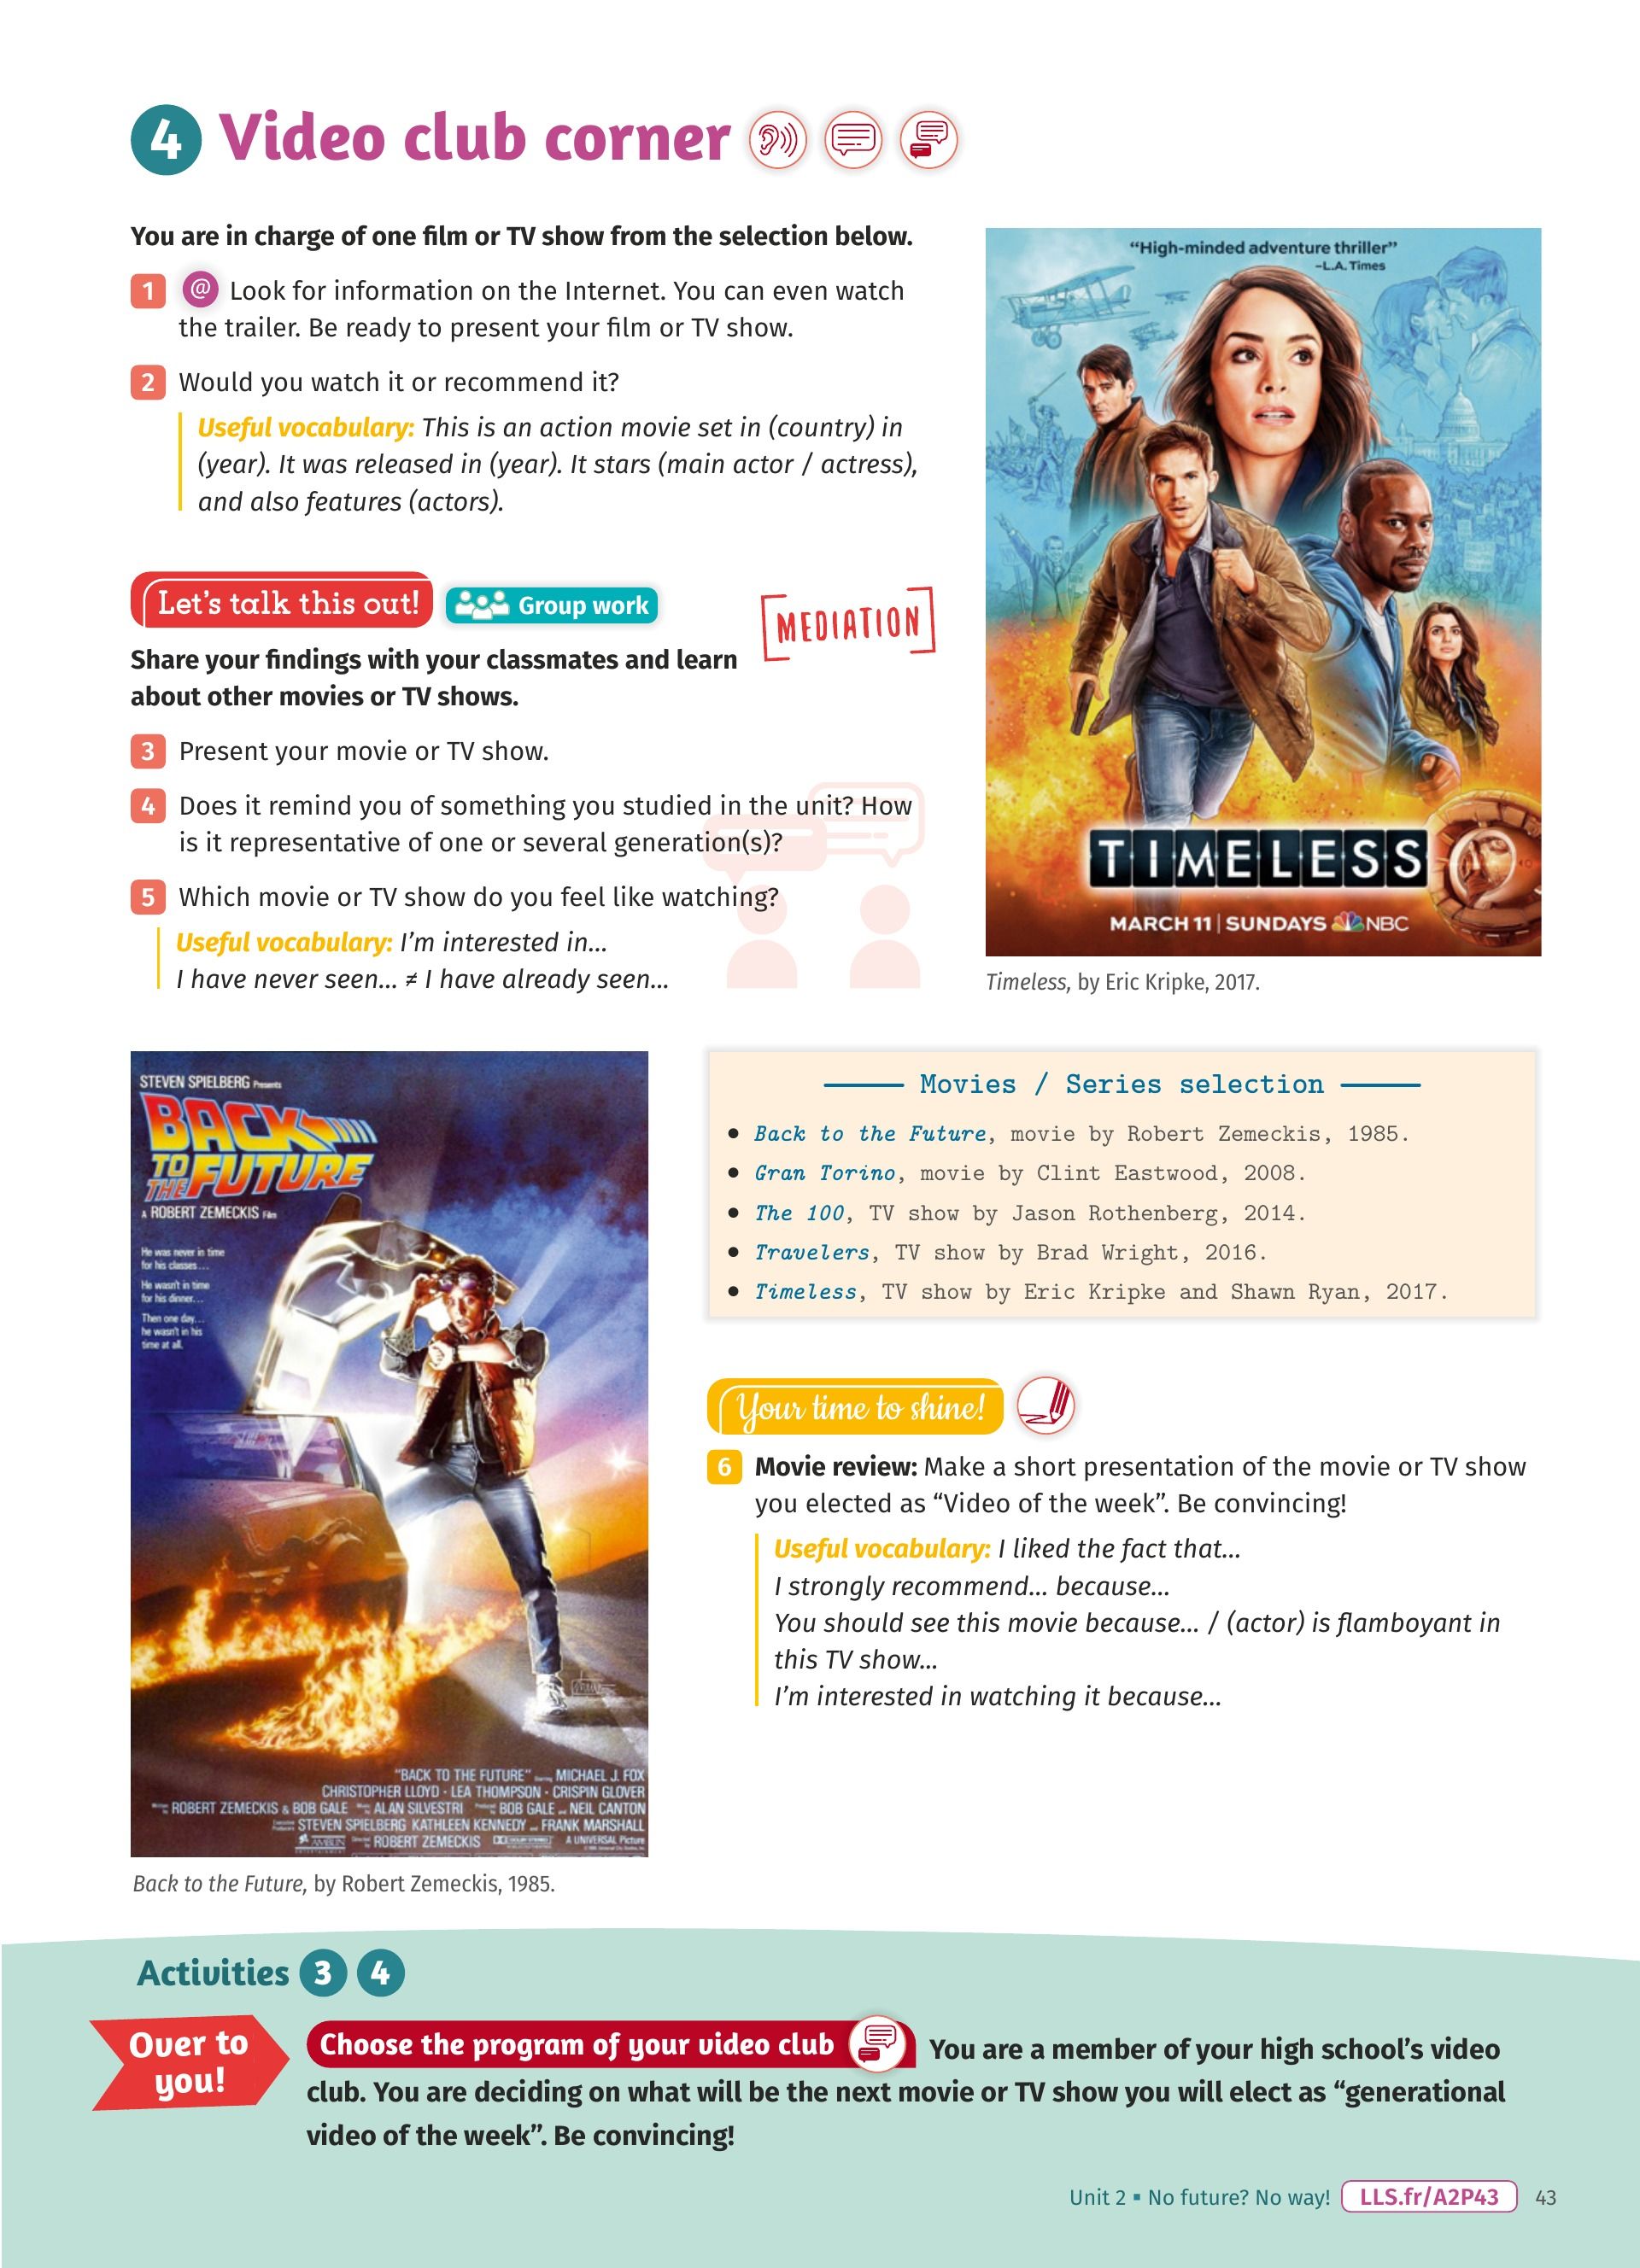 4 Video club corner
You are in charge of one film or TV show from the selection below.
1 @ Look for information on the Internet. You can even watch
the trailer. Be ready to present your film or TV show.
2 Would you watch it or recommend it?
Useful vocabulary: This is an action movie set in (country) in
(year). It was released in (year). It stars (main actor / actress),
and also features (actors).
Let's talk this out! Group work
MEDIATION
Share your findings with your classmates and learn
about other movies or TV shows.
3 Present your movie or TV show.
4 Does it remind you of something you studied in the unit? How
is it representative of one or several generation(s)?
5 Which movie or TV show do you feel like watching?
Useful vocabulary: I'm interested in...
I have never seen... ≠ I have already seen...
"High-minded adventure thriller"
–L.A. Times
TIMELESS
MARCH 11 | SUNDAYS NBC
Timeless, by Eric Kripke, 2017.
STEVEN SPIELBERG Presents
BACK
TO
THE FUTURE
A ROBERT ZEMECKIS Film
He was never in time
for his classes...
He wasn't in time
for his dinner...
Then one day...
he wasn't in his
time at all.
"BACK TO THE FUTURE" MICHAEL J. FOX
CHRISTOPHER LLOYD · LEA THOMPSON · CRISPIN GLOVER
ROBERT ZEMECKIS & BOB GALE ALAN SILVESTRI BOB GALE NEIL CANTON
STEVEN SPIELBERG KATHLEEN KENNEDY FRANK MARSHALL
AMBLIN ROBERT ZEMECKIS A UNIVERSAL Picture
Back to the Future, by Robert Zemeckis, 1985.
Movies / Series selection
• Back to the Future, movie by Robert Zemeckis, 1985.
• Gran Torino, movie by Clint Eastwood, 2008.
• The 100, TV show by Jason Rothenberg, 2014.
• Travelers, TV show by Brad Wright, 2016.
• Timeless, TV show by Eric Kripke and Shawn Ryan, 2017.
Your time to shine!
6 Movie review: Make a short presentation of the movie or TV show
you elected as “Video of the week”. Be convincing!
Useful vocabulary: I liked the fact that...
I strongly recommend... because...
You should see this movie because... / (actor) is flamboyant in
this TV show...
I'm interested in watching it because...
Activities 3 4
Over to
you!
Choose the program of your video club You are a member of your high school's video
club. You are deciding on what will be the next movie or TV show you will elect as “generational
video of the week”. Be convincing!
Unit 2 ▪ No future? No way! LLS.fr/A2P43 43